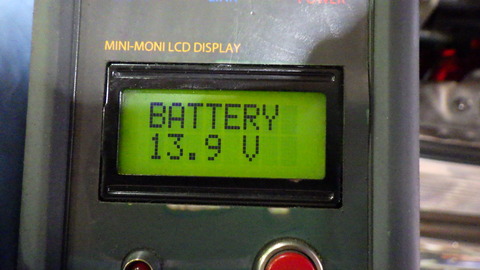 MINI-MONI LCD DISPLAY
BATTERY
13.9 V